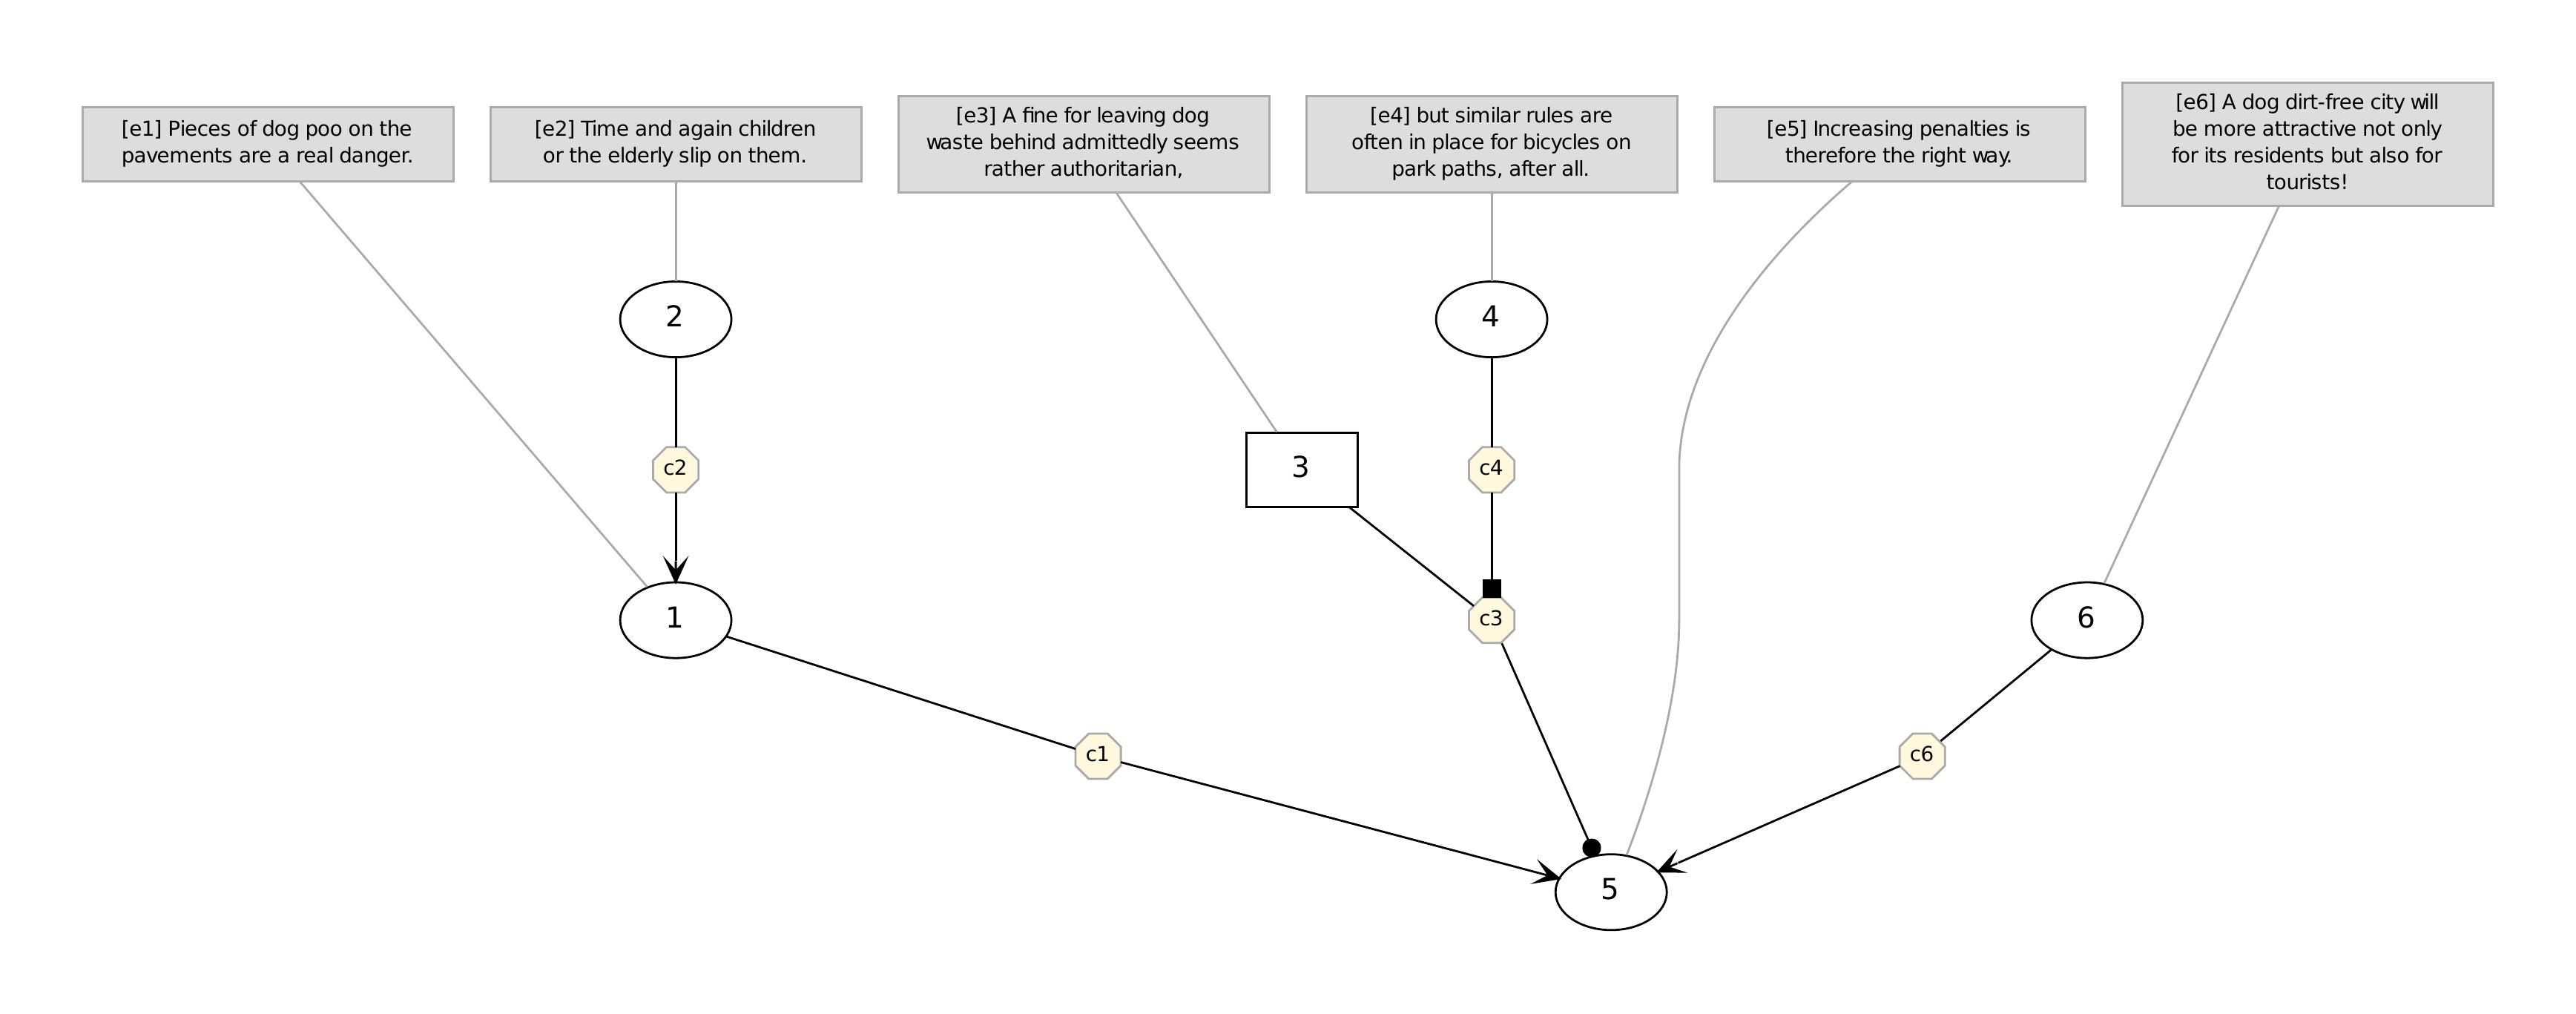 [e1] Pieces of dog poo on the
pavements are a real danger.
[e2] Time and again children
or the elderly slip on them.
[e3] A fine for leaving dog
waste behind admittedly seems
rather authoritarian,
[e4] but similar rules are
often in place for bicycles on
park paths, after all.
[e5] Increasing penalties is
therefore the right way.
[e6] A dog dirt-free city will
be more attractive not only
for its residents but also for
tourists!
2
4
c2
3
c4
1
c3
6
c1
c6
5